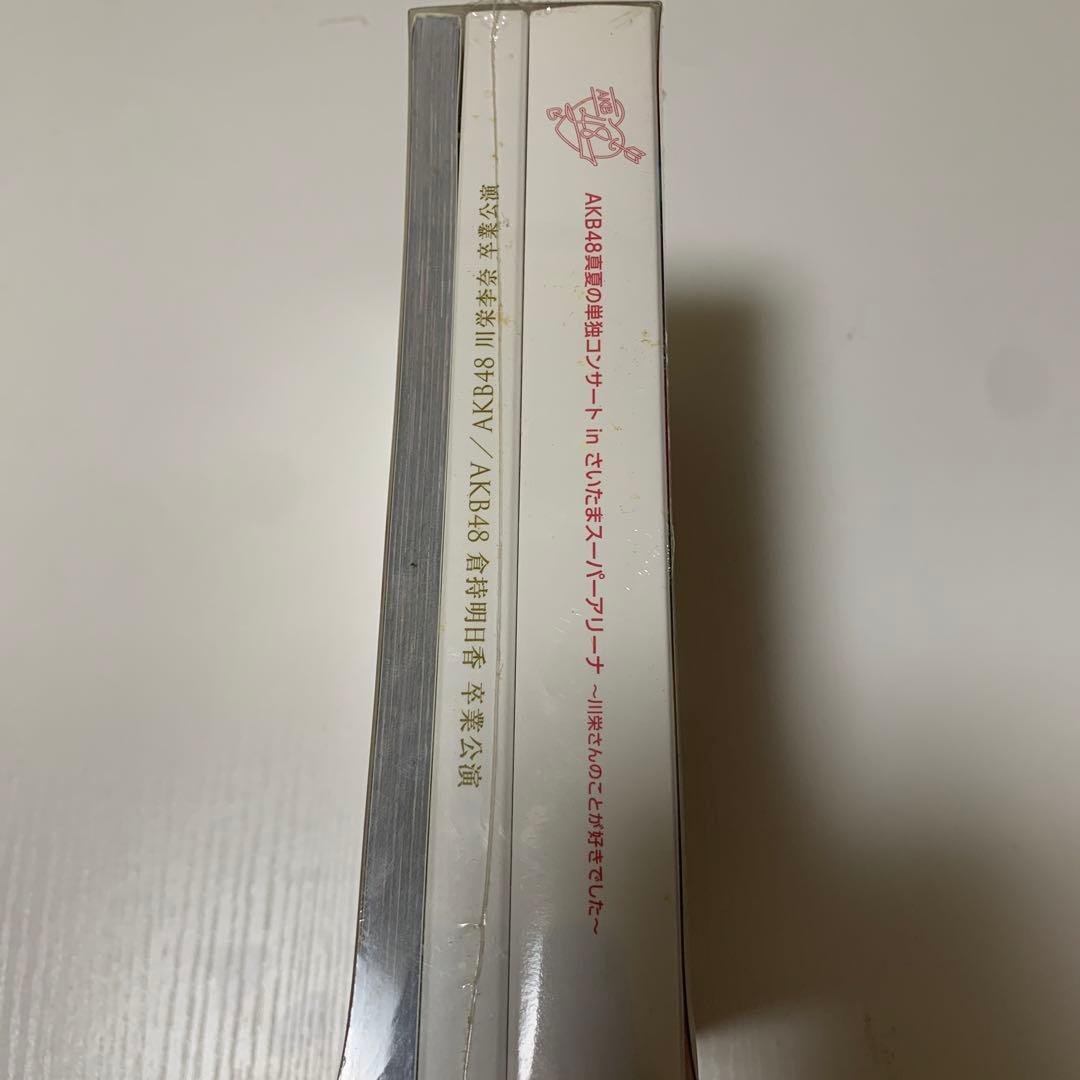 AKB48
AKB48真夏の単独コンサート in さいたまスーパーアリーナ ～川栄さんのことが好きでした～
AKB48 川栄李奈 卒業公演
／AKB48 倉持明日香 卒業公演